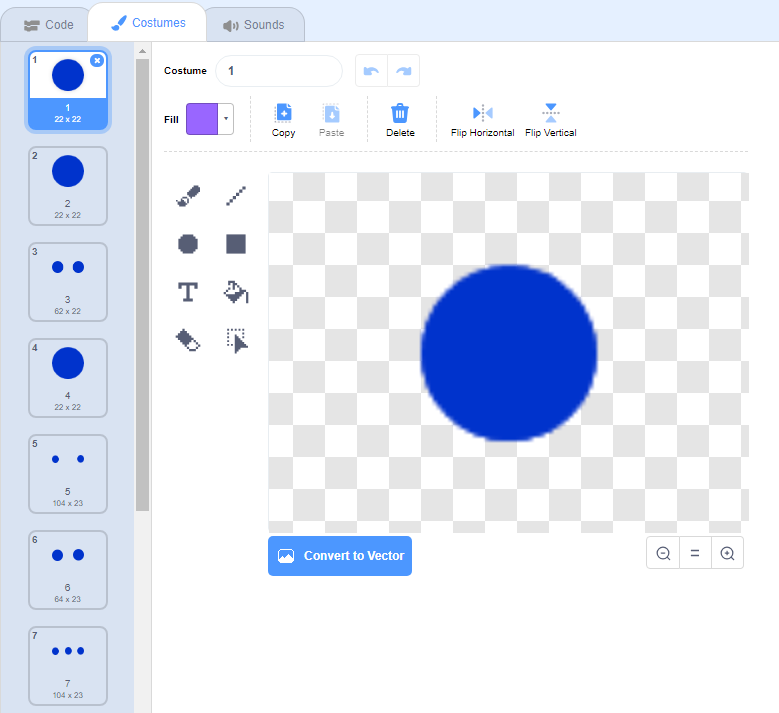 Code
Costumes
Sounds
1
1
22 x 22
2
2
22 x 22
3
3
62 x 22
4
4
22 x 22
5
5
104 x 23
6
6
64 x 23
7
7
104 x 23
Costume
1
Fill
Copy
Paste
Delete
Flip Horizontal
Flip Vertical
T
Convert to Vector
=